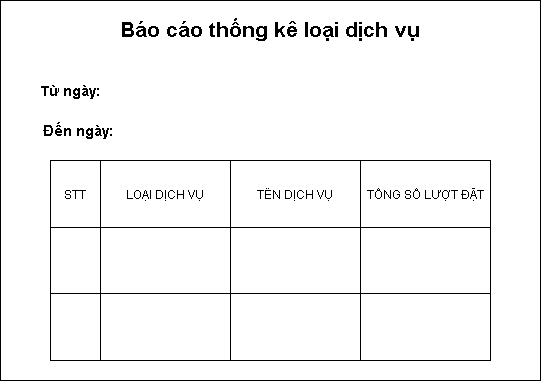 Báo cáo thống kê loại dịch vụ
Từ ngày:
Đến ngày:
STT LOẠI DỊCH VỤ TÊN DỊCH VỤ TỔNG SỐ LƯỢT ĐẶT